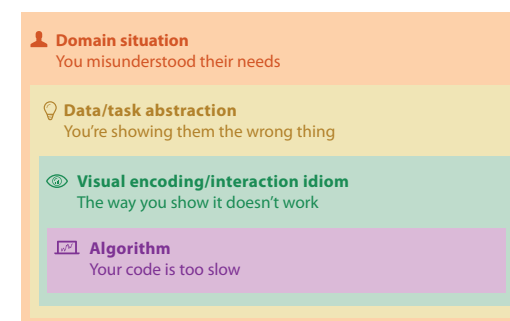 Domain situation
You misunderstood their needs
Data/task abstraction
You're showing them the wrong thing
Visual encoding/interaction idiom
The way you show it doesn't work
Algorithm
Your code is too slow